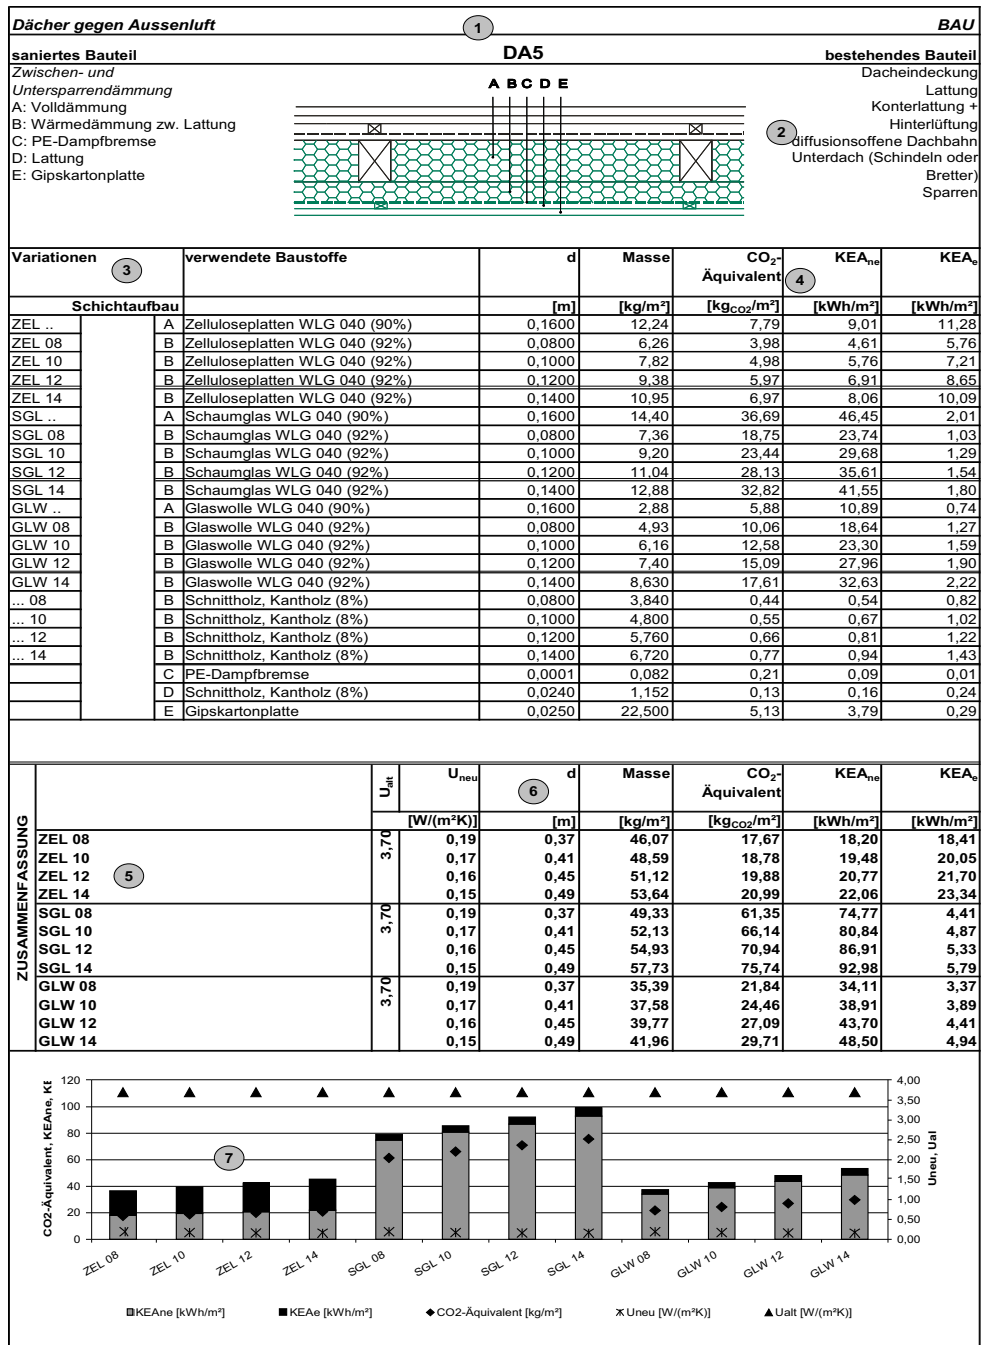 Dächer gegen Aussenluft 1 BAU
saniertes Bauteil DA5 bestehendes Bauteil
Zwischen- und
Untersparrendämmung
A: Volldämmung
B: Wärmedämmung zw. Lattung
C: PE-Dampfbremse
D: Lattung
E: Gipskartonplatte
A B C D E
2
Dacheindeckung
Lattung
Konterlattung +
Hinterlüftung
diffusionsoffene Dachbahn
Unterdach (Schindeln oder
Bretter)
Sparren
Variationen 3 verwendete Baustoffe d Masse CO2-Äquivalent 4 KEAne KEAe
Schichtaufbau [m] [kg/m²] [kgCO2/m²] [kWh/m²] [kWh/m²]
ZEL .. A Zelluloseplatten WLG 040 (90%) 0,1600 12,24 7,79 9,01 11,28
ZEL 08 B Zelluloseplatten WLG 040 (92%) 0,0800 6,26 3,98 4,61 5,76
ZEL 10 B Zelluloseplatten WLG 040 (92%) 0,1000 7,82 4,98 5,76 7,21
ZEL 12 B Zelluloseplatten WLG 040 (92%) 0,1200 9,38 5,97 6,91 8,65
ZEL 14 B Zelluloseplatten WLG 040 (92%) 0,1400 10,95 6,97 8,06 10,09
SGL .. A Schaumglas WLG 040 (90%) 0,1600 14,40 36,69 46,45 2,01
SGL 08 B Schaumglas WLG 040 (92%) 0,0800 7,36 18,75 23,74 1,03
SGL 10 B Schaumglas WLG 040 (92%) 0,1000 9,20 23,44 29,68 1,29
SGL 12 B Schaumglas WLG 040 (92%) 0,1200 11,04 28,13 35,61 1,54
SGL 14 B Schaumglas WLG 040 (92%) 0,1400 12,88 32,82 41,55 1,80
GLW .. A Glaswolle WLG 040 (90%) 0,1600 2,88 5,88 10,89 0,74
GLW 08 B Glaswolle WLG 040 (92%) 0,0800 4,93 10,06 18,64 1,27
GLW 10 B Glaswolle WLG 040 (92%) 0,1000 6,16 12,58 23,30 1,59
GLW 12 B Glaswolle WLG 040 (92%) 0,1200 7,40 15,09 27,96 1,90
GLW 14 B Glaswolle WLG 040 (92%) 0,1400 8,630 17,61 32,63 2,22
... 08 B Schnittholz, Kantholz (8%) 0,0800 3,840 0,44 0,54 0,82
... 10 B Schnittholz, Kantholz (8%) 0,1000 4,800 0,55 0,67 1,02
... 12 B Schnittholz, Kantholz (8%) 0,1200 5,760 0,66 0,81 1,22
... 14 B Schnittholz, Kantholz (8%) 0,1400 6,720 0,77 0,94 1,43
C PE-Dampfbremse 0,0001 0,082 0,21 0,09 0,01
D Schnittholz, Kantholz (8%) 0,0240 1,152 0,13 0,16 0,24
E Gipskartonplatte 0,0250 22,500 5,13 3,79 0,29
ZUSAMMENFASSUNG
Ualt Uneu d 6 Masse CO2-Äquivalent KEAne KEAe
[W/(m²K)] [m] [kg/m²] [kgCO2/m²] [kWh/m²] [kWh/m²]
ZEL 08 3,70 0,19 0,37 46,07 17,67 18,20 18,41
ZEL 10 0,17 0,41 48,59 18,78 19,48 20,05
ZEL 12 5 0,16 0,45 51,12 19,88 20,77 21,70
ZEL 14 0,15 0,49 53,64 20,99 22,06 23,34
SGL 08 3,70 0,19 0,37 49,33 61,35 74,77 4,41
SGL 10 0,17 0,41 52,13 66,14 80,84 4,87
SGL 12 0,16 0,45 54,93 70,94 86,91 5,33
SGL 14 0,15 0,49 57,73 75,74 92,98 5,79
GLW 08 3,70 0,19 0,37 35,39 21,84 34,11 3,37
GLW 10 0,17 0,41 37,58 24,46 38,91 3,89
GLW 12 0,16 0,45 39,77 27,09 43,70 4,41
GLW 14 0,15 0,49 41,96 29,71 48,50 4,94
CO2-Äquivalent, KEAne, KE
120
100
80
60
40
20
0
7
4,00
3,50
3,00
2,50
2,00
1,50
1,00
0,50
0,00
Uneu, Ual
ZEL 08 ZEL 10 ZEL 12 ZEL 14 SGL 08 SGL 10 SGL 12 SGL 14 GLW 08 GLW 10 GLW 12 GLW 14
KEAne [kWh/m²] KEAe [kWh/m²] CO2-Äquivalent [kg/m²] Uneu [W/(m²K)] Ualt [W/(m²K)]